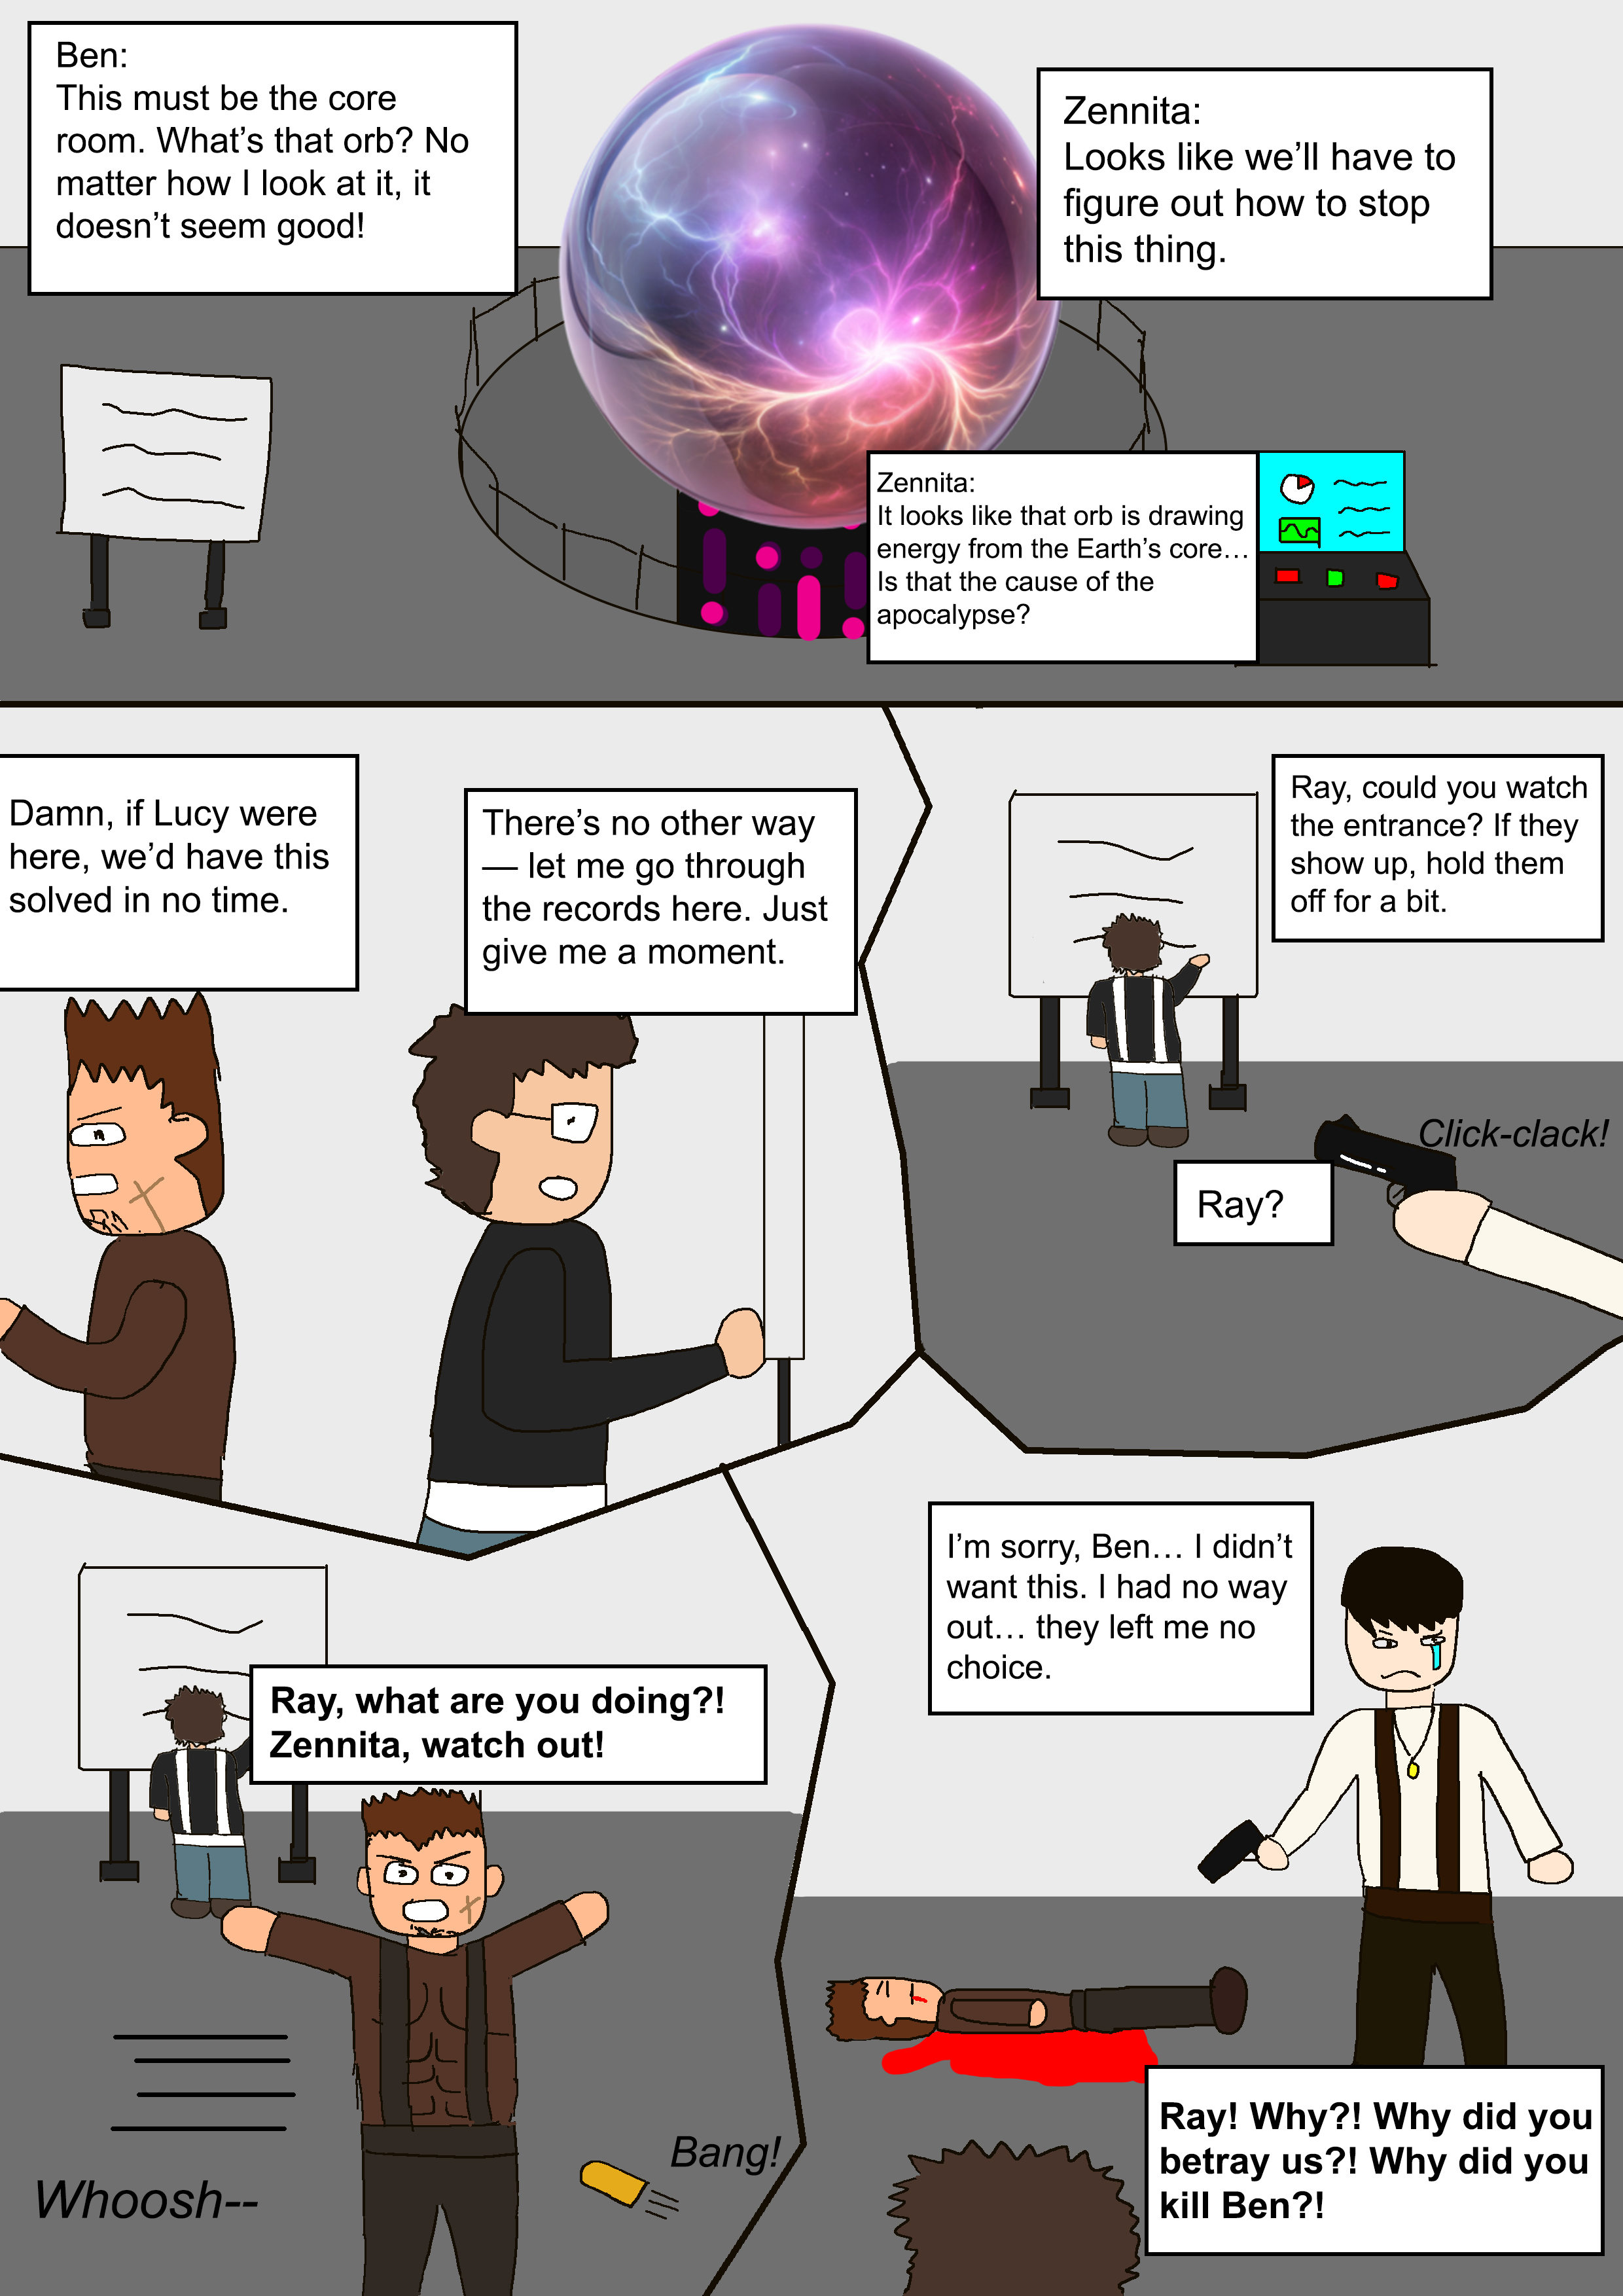 Ben:
This must be the core
room. What’s that orb? No
matter how I look at it, it
doesn’t seem good!
Zennita:
Looks like we’ll have to
figure out how to stop
this thing.
Zennita:
It looks like that orb is drawing
energy from the Earth’s core…
Is that the cause of the
apocalypse?
Damn, if Lucy were
here, we’d have this
solved in no time.
There’s no other way
— let me go through
the records here. Just
give me a moment.
Ray, could you watch
the entrance? If they
show up, hold them
off for a bit.
Click-clack!
Ray?
Ray, what are you doing?!
Zennita, watch out!
Bang!
Whoosh--
I’m sorry, Ben… I didn’t
want this. I had no way
out… they left me no
choice.
Ray! Why?! Why did you
betray us?! Why did you
kill Ben?!